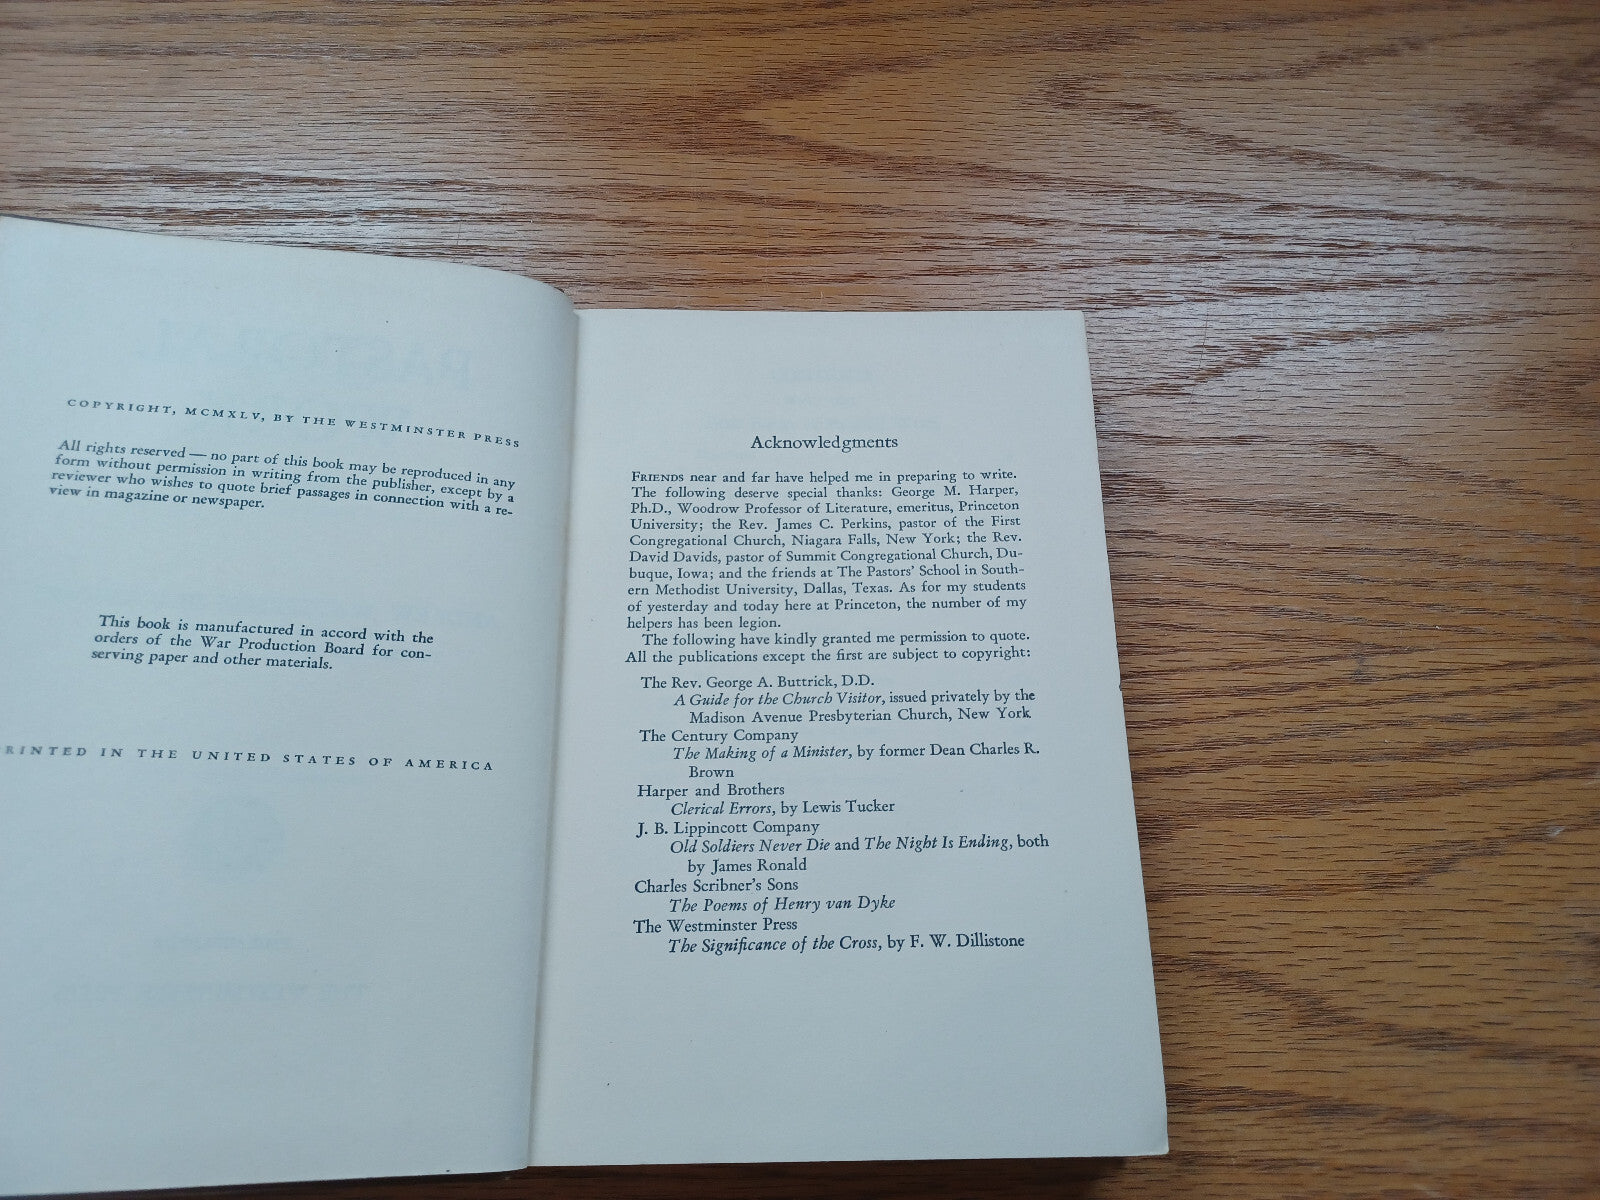 COPYRIGHT, MCMXLV, BY THE WESTMINSTER PRESS
All rights reserved — no part of this book may be reproduced in any
form without permission in writing from the publisher, except by a
reviewer who wishes to quote brief passages in connection with a re-
view in magazine or newspaper.
This book is manufactured in accord with the
orders of the War Production Board for con-
serving paper and other materials.
RINTED IN THE UNITED STATES OF AMERICA
Acknowledgments
FRIENDS near and far have helped me in preparing to write.
The following deserve special thanks: George M. Harper,
Ph.D., Woodrow Professor of Literature, emeritus, Princeton
University; the Rev. James C. Perkins, pastor of the First
Congregational Church, Niagara Falls, New York; the Rev.
David Davids, pastor of Summit Congregational Church, Du-
buque, Iowa; and the friends at The Pastors' School in South-
ern Methodist University, Dallas, Texas. As for my students
of yesterday and today here at Princeton, the number of my
helpers has been legion.
The following have kindly granted me permission to quote.
All the publications except the first are subject to copyright:
The Rev. George A. Buttrick, D.D.
A Guide for the Church Visitor, issued privately by the
Madison Avenue Presbyterian Church, New York
The Century Company
The Making of a Minister, by former Dean Charles R.
Brown
Harper and Brothers
Clerical Errors, by Lewis Tucker
J. B. Lippincott Company
Old Soldiers Never Die and The Night Is Ending, both
by James Ronald
Charles Scribner's Sons
The Poems of Henry van Dyke
The Westminster Press
The Significance of the Cross, by F. W. Dillistone